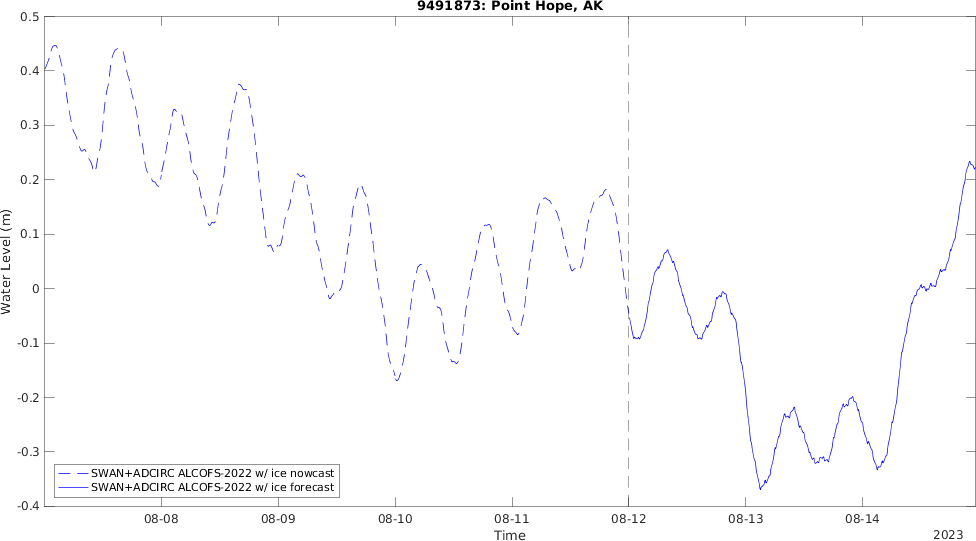 9491873: Point Hope, AK
0.5
0.4
0.3
0.2
0.1
0
-0.1
-0.2
-0.3
-0.4
Water Level (m)
SWAN+ADCIRC ALCOFS-2022 w/ ice nowcast
SWAN+ADCIRC ALCOFS-2022 w/ ice forecast
08-08 08-09 08-10 08-11 08-12 08-13 08-14
Time
2023